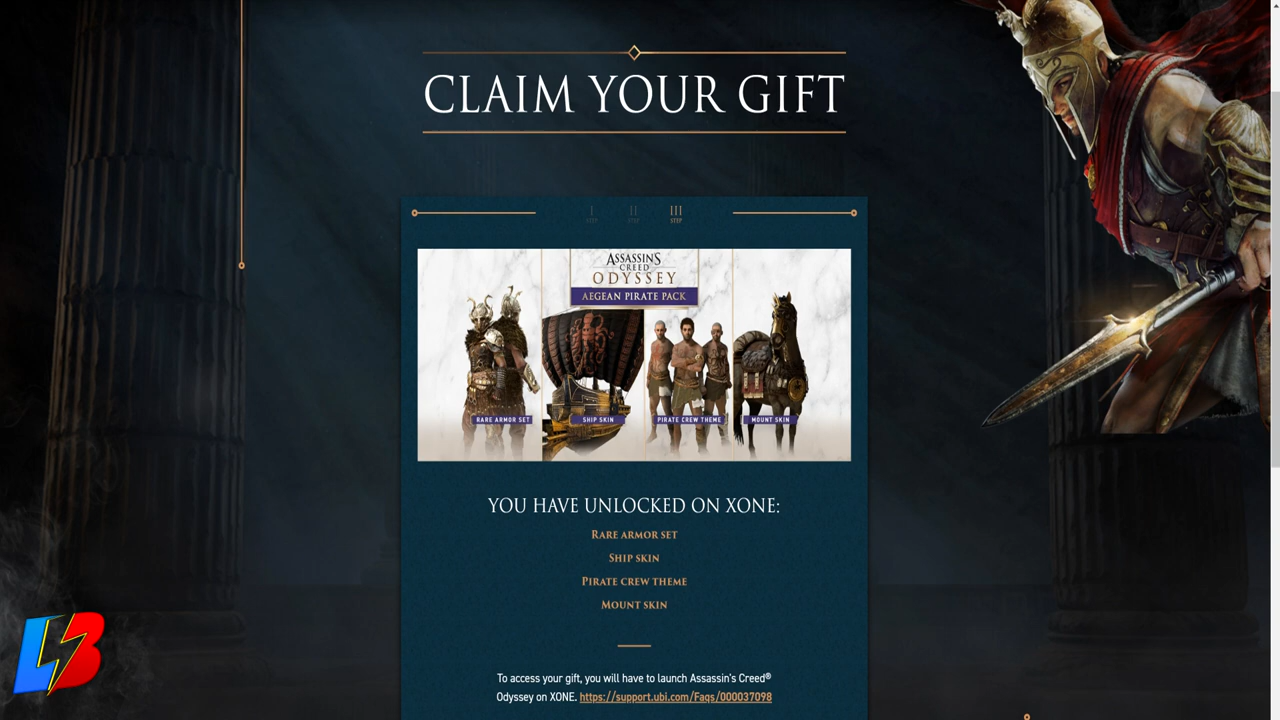 CLAIM YOUR GIFT
I II III
STEP STEP STEP
ASSASSIN'S
CREED
ODYSSEY
AEGEAN PIRATE PACK
RARE ARMOR SET SHIP SKIN PIRATE CREW THEME MOUNT SKIN
YOU HAVE UNLOCKED ON XONE:
RARE ARMOR SET
SHIP SKIN
PIRATE CREW THEME
MOUNT SKIN
To access your gift, you will have to launch Assassin's Creed®
Odyssey on XONE. https://support.ubi.com/Faqs/000037098
LB